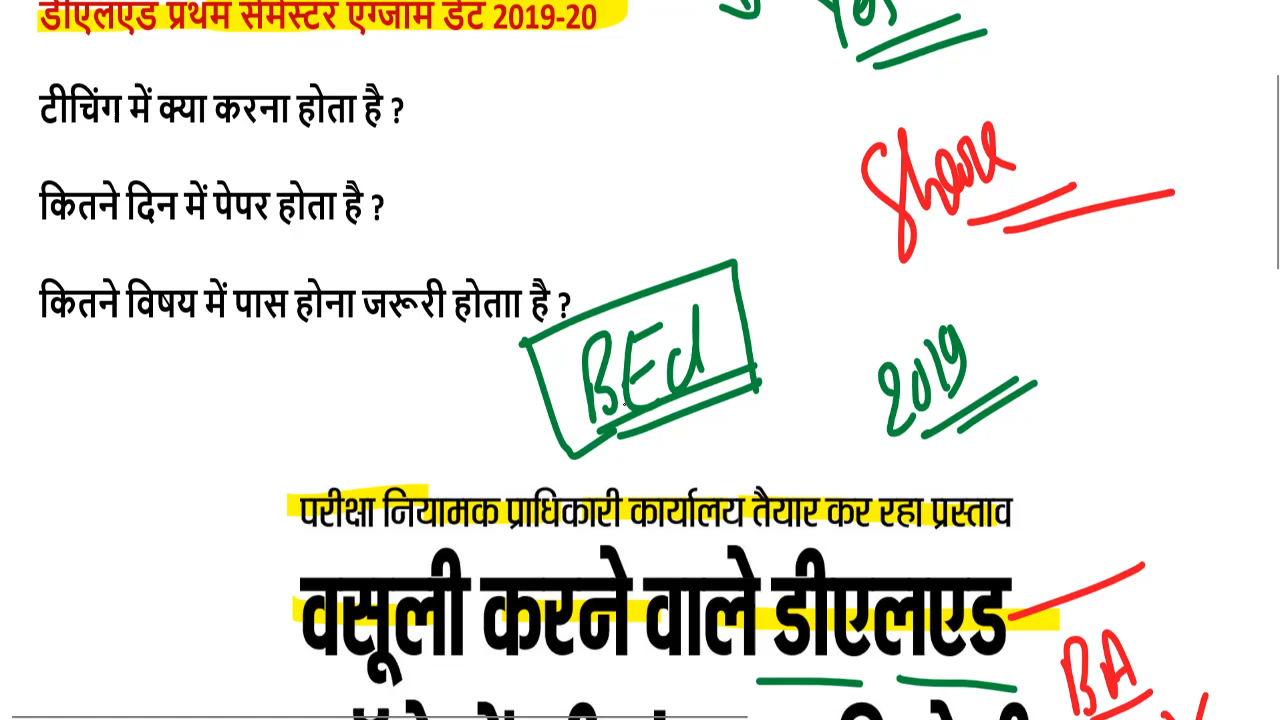 डीएलएड प्रथम सेमेस्टर एग्जाम डेट 2019-20
टीचिंग में क्या करना होता है ?
Share
कितने दिन में पेपर होता है ?
कितने विषय में पास होना जरूरी होताा है ?
BEd
2019
परीक्षा नियामक प्राधिकारी कार्यालय तैयार कर रहा प्रस्ताव
वसूली करने वाले डीएलएड
BA